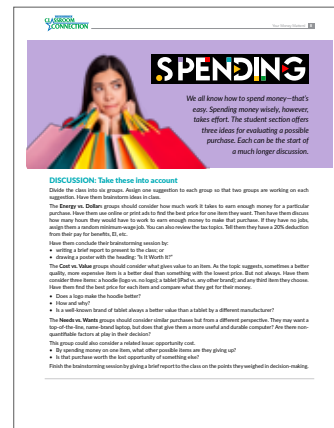 CLASSROOM
CONNECTION
Your Money Matters!
SPENDING
We all know how to spend money—that's
easy. Spending money wisely, however,
takes effort. The student section offers
three ideas for evaluating a possible
purchase. Each can be the start of
a much longer discussion.
DISCUSSION: Take these into account
Divide the class into six groups. Assign one suggestion to each group so that two groups are working on each
suggestion. Have them brainstorm ideas in class.
The Energy vs. Dollars groups should consider how much work it takes to earn enough money for a particular
purchase. Have them use online or print ads to find the best price for one item they want. Then have them discuss
how many hours they would have to work to earn enough money to make that purchase. If they have no jobs,
assign them a random minimum-wage job. You can also review the tax topics. Tell them they have a 20% deduction
from their pay for benefits, EI, etc.
Have them conclude their brainstorming session by:
• writing a brief report to present to the class; or
• drawing a poster with the heading: "Is It Worth It?"
The Cost vs. Value groups should consider what gives value to an item. As the topic suggests, sometimes a better
quality, more expensive item is a better deal than something with the lowest price. But not always. Have them
consider three items: a hoodie (logo vs. no logo); a tablet (iPad vs. any other brand); and any third item they choose.
Have them find the best price for each item and compare what they get for their money.
• Does a logo make the hoodie better?
• How and why?
• Is a well-known brand of tablet always a better value than a tablet by a different manufacturer?
The Needs vs. Wants groups should consider similar purchases but from a different perspective. They may want a
top-of-the-line, name-brand laptop, but does that give them a more useful and durable computer? Are there non-
quantifiable factors at play in their decision?
This group could also consider a related issue: opportunity cost.
• By spending money on one item, what other possible items are they giving up?
• Is that purchase worth the lost opportunity of something else?
Finish the brainstorming session by giving a brief report to the class on the points they weighed in decision-making.